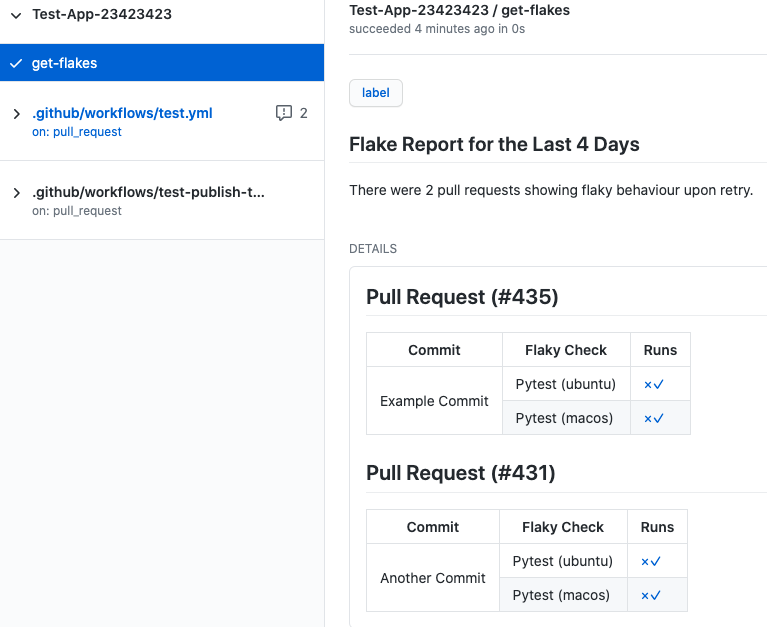 Test-App-23423423
get-flakes
.github/workflows/test.yml
2
on: pull_request
.github/workflows/test-publish-t...
on: pull_request
Test-App-23423423 / get-flakes
succeeded 4 minutes ago in 0s
label
Flake Report for the Last 4 Days
There were 2 pull requests showing flaky behaviour upon retry.
DETAILS
Pull Request (#435)
Commit Flaky Check Runs
Example Commit
Pytest (ubuntu) ×✓
Pytest (macos) ×✓
Pull Request (#431)
Commit Flaky Check Runs
Another Commit
Pytest (ubuntu) ×✓
Pytest (macos) ×✓